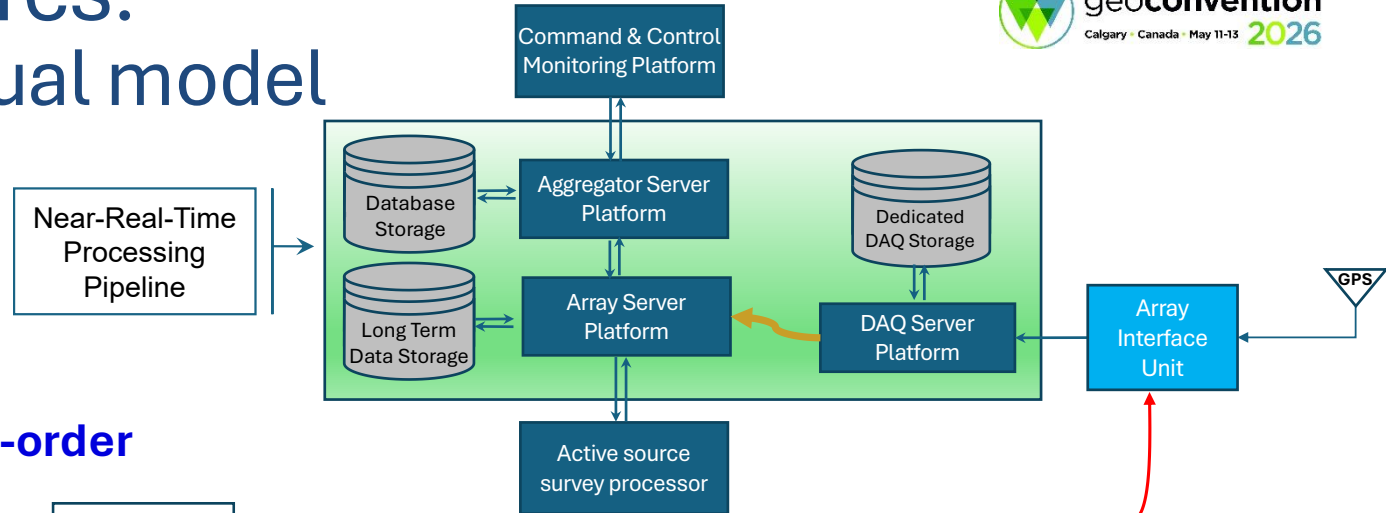 ual model
geoconvention
Calgary • Canada • May 11-13 2026
Command & Control
Monitoring Platform
Near-Real-Time
Processing
Pipeline
Database
Storage
Aggregator Server
Platform
Dedicated
DAQ Storage
Long Term
Data Storage
Array Server
Platform
DAQ Server
Platform
Array
Interface
Unit
GPS
-order
Active source
survey processor